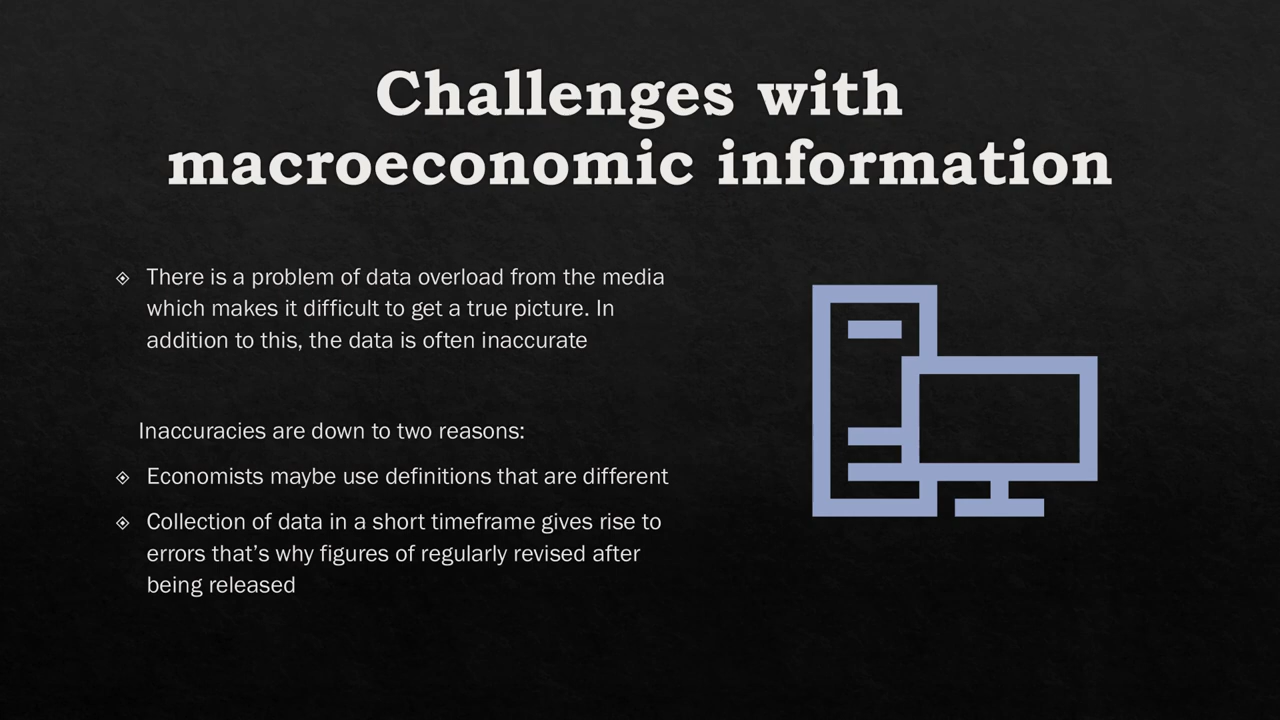 Challenges with
macroeconomic information
There is a problem of data overload from the media
which makes it difficult to get a true picture. In
addition to this, the data is often inaccurate
Inaccuracies are down to two reasons:
Economists maybe use definitions that are different
Collection of data in a short timeframe gives rise to
errors that’s why figures of regularly revised after
being released